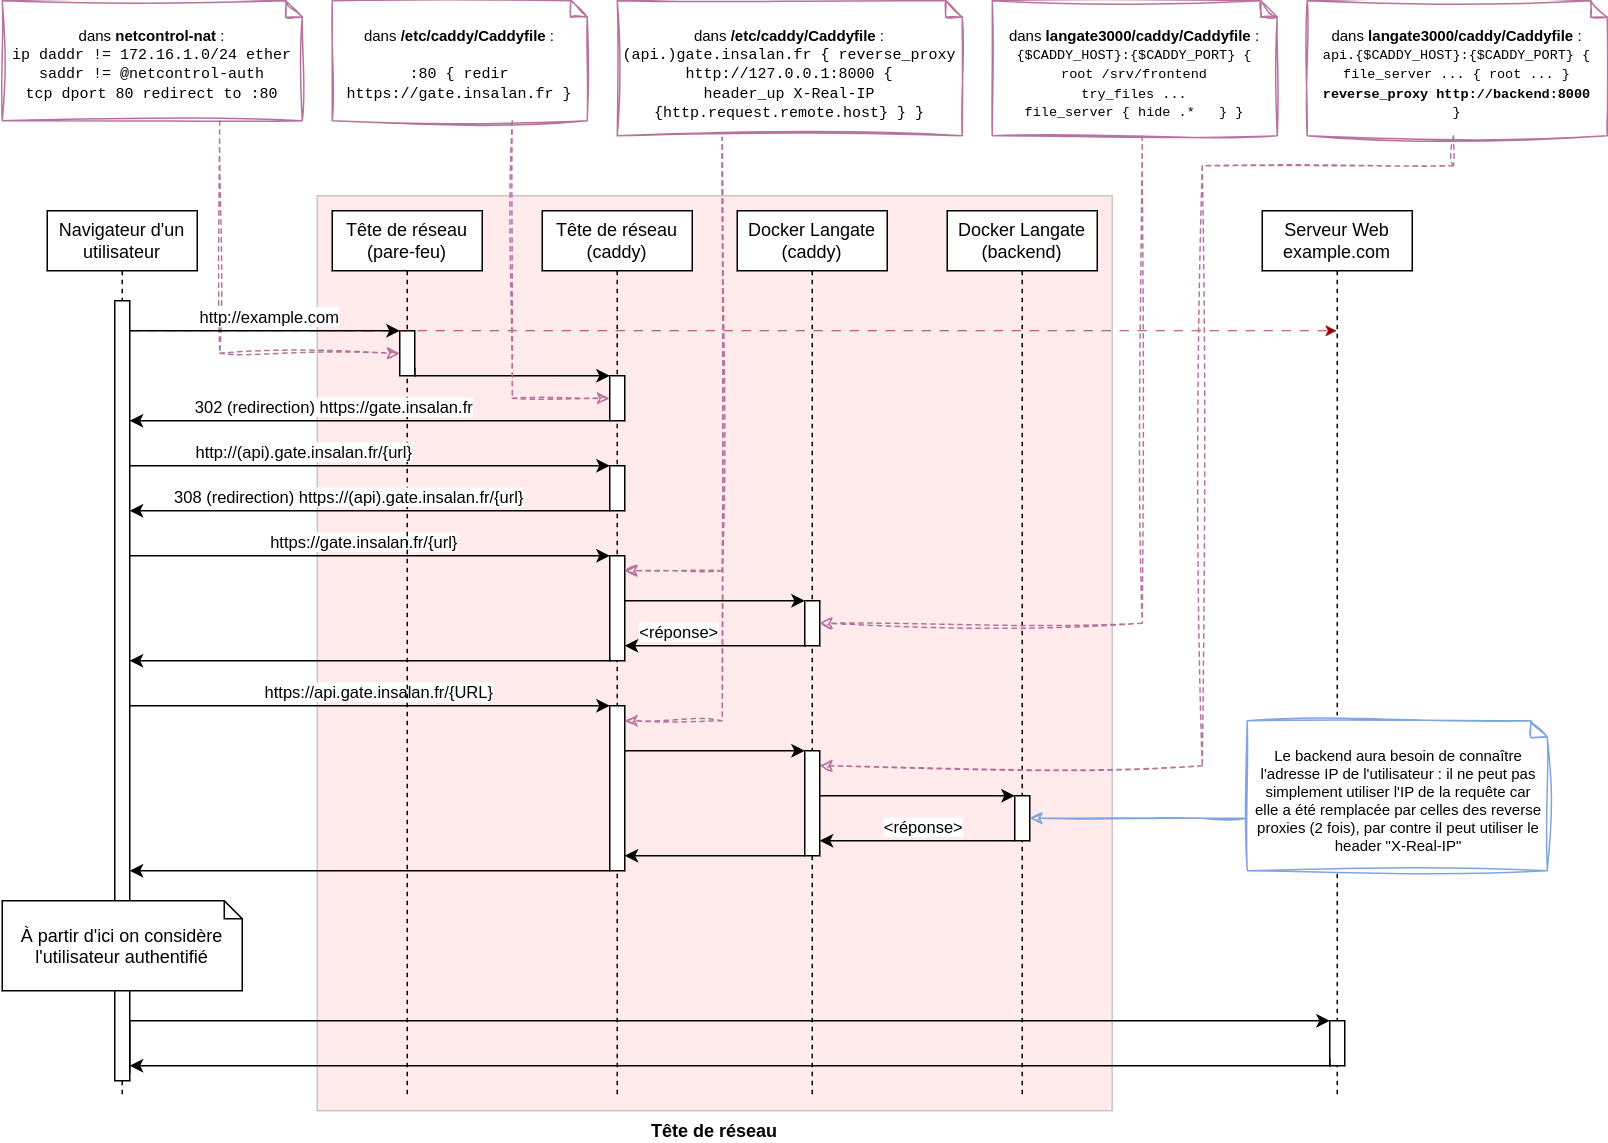 dans netcontrol-nat :
ip daddr != 172.16.1.0/24 ether
saddr != @netcontrol-auth
tcp dport 80 redirect to :80
dans /etc/caddy/Caddyfile :
:80 { redir
https://gate.insalan.fr }
dans /etc/caddy/Caddyfile :
(api.)gate.insalan.fr { reverse_proxy
http://127.0.0.1:8000 {
header_up X-Real-IP
{http.request.remote.host} } }
dans langate3000/caddy/Caddyfile :
{$CADDY_HOST}:{$CADDY_PORT} {
root /srv/frontend
try_files ...
file_server { hide .* } }
dans langate3000/caddy/Caddyfile :
api.{$CADDY_HOST}:{$CADDY_PORT} {
file_server ... { root ... }
reverse_proxy http://backend:8000
}
Navigateur d'un
utilisateur
Tête de réseau
(pare-feu)
Tête de réseau
(caddy)
Docker Langate
(caddy)
Docker Langate
(backend)
Serveur Web
example.com
http://example.com
302 (redirection) https://gate.insalan.fr
http://(api).gate.insalan.fr/{url}
308 (redirection) https://(api).gate.insalan.fr/{url}
https://gate.insalan.fr/{url}
<réponse>
https://api.gate.insalan.fr/{URL}
<réponse>
Le backend aura besoin de connaître
l'adresse IP de l'utilisateur : il ne peut pas
simplement utiliser l'IP de la requête car
elle a été remplacée par celles des reverse
proxies (2 fois), par contre il peut utiliser le
header "X-Real-IP"
À partir d'ici on considère
l'utilisateur authentifié
Tête de réseau